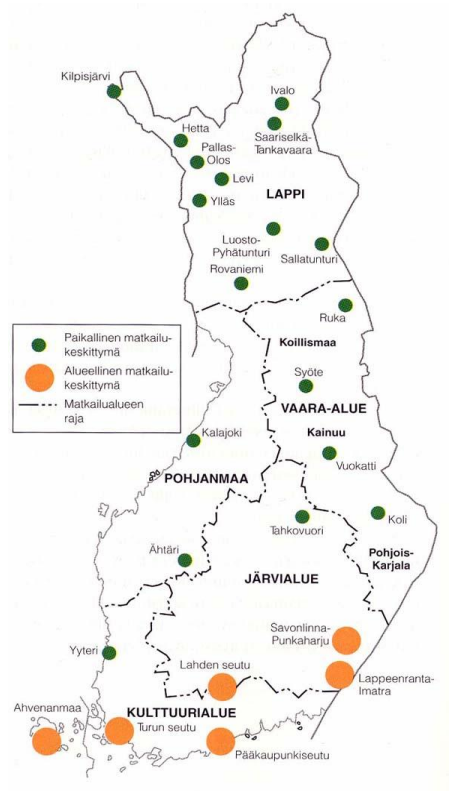 Kilpisjärvi
Ivalo
Hetta
Saariselkä-
Tankavaara
Pallas-
Olos
Levi
LAPPI
Ylläs
Luosto-
Pyhätunturi
Sallatunturi
Rovaniemi
Ruka
Koillismaa
Paikallinen matkailu-
keskittymä
Alueellinen matkailu-
keskittymä
Matkailualueen
raja
Syöte
VAARA-ALUE
Kainuu
Kalajoki
Vuokatti
POHJANMAA
Koli
Tahkovuori
Ähtäri
Pohjois-
Karjala
JÄRVIALUE
Savonlinna-
Punkaharju
Yyteri
Lahden seutu
Lappeenranta-
Imatra
Ahvenanmaa
KULTTUURIALUE
Turun seutu
Pääkaupunkiseutu